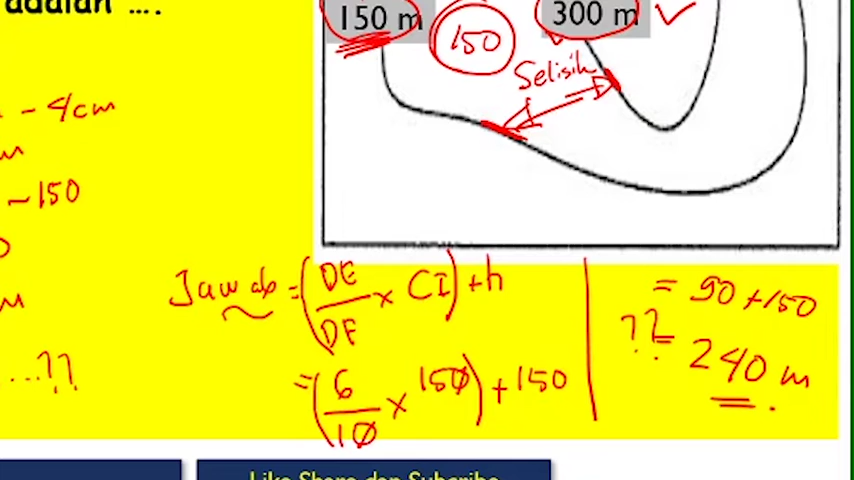 adalah ....
150 m
150
300 m
Selisih
- 4cm
m
- 150
m
...??
Jawab = (DE/DF x CI) + h
= (6/10 x 150) + 150
= 90 + 150
?? = 240 m
Like Share dan Subscribe